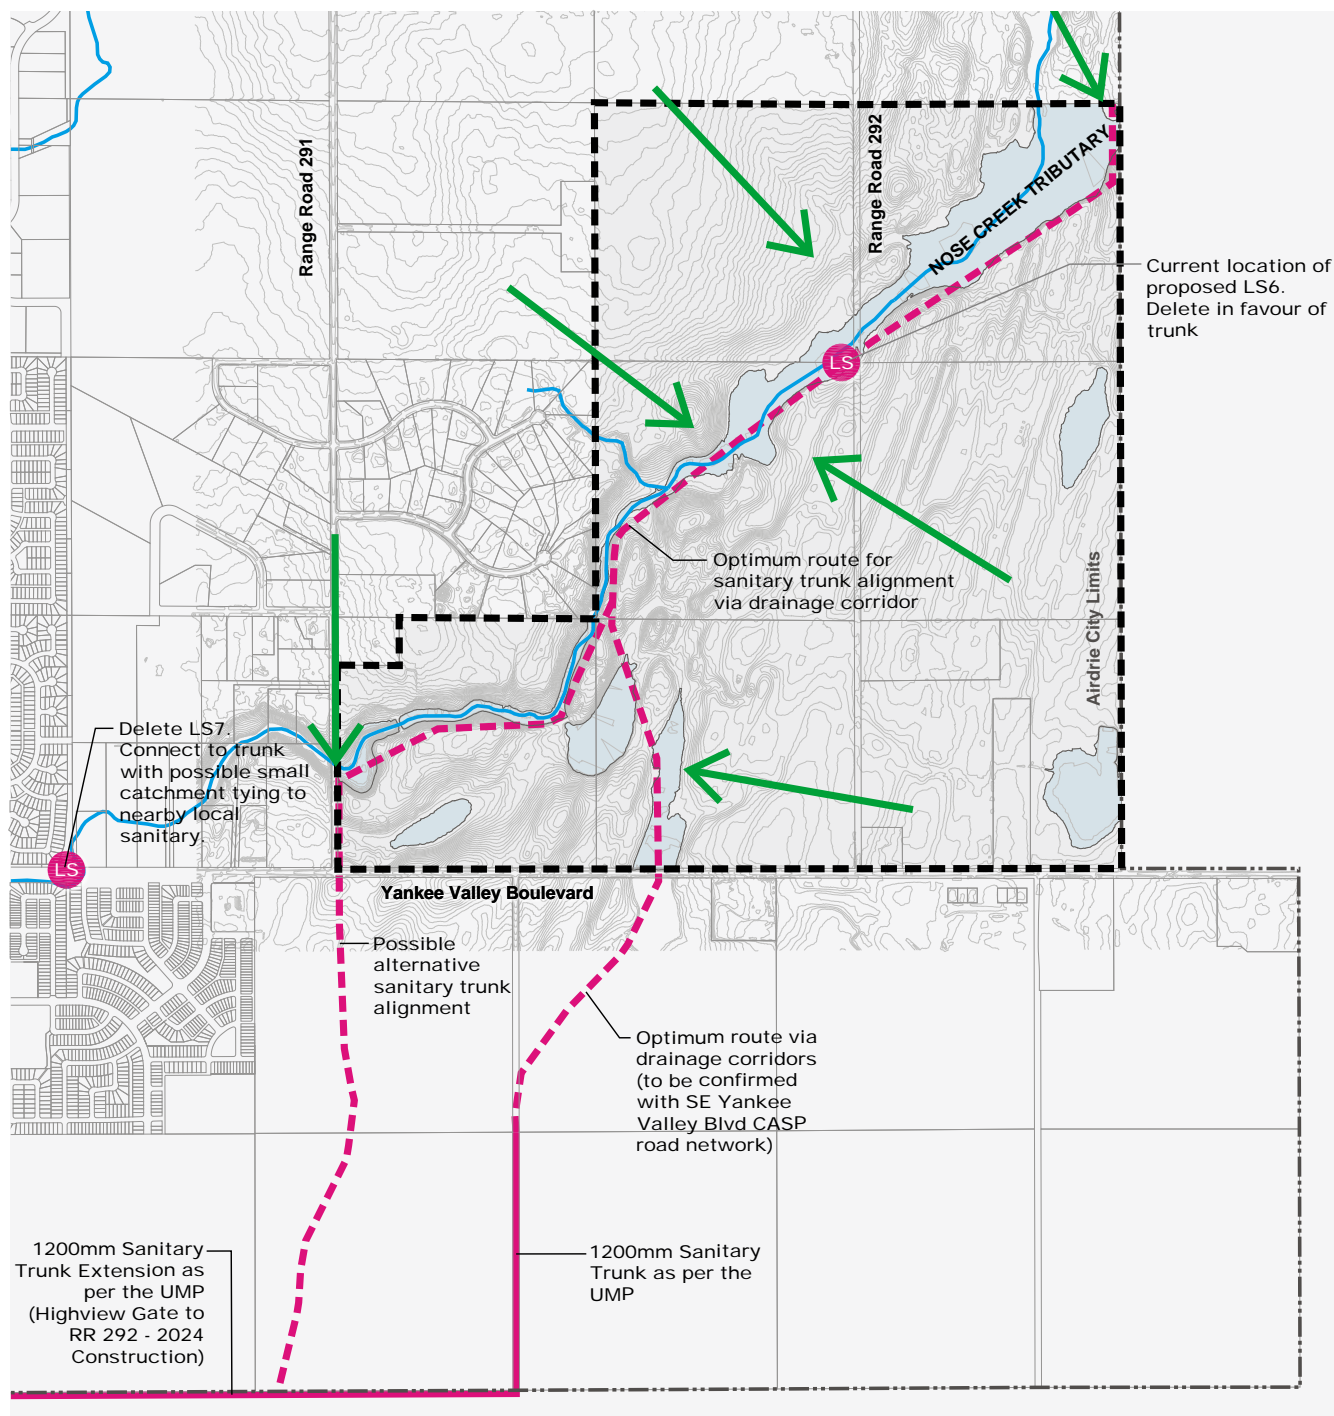 Range Road 291
Range Road 292
NOSE CREEK TRIBUTARY
Current location of
proposed LS6.
Delete in favour of
trunk
LS
Optimum route for
sanitary trunk alignment
via drainage corridor
Airdrie City Limits
Delete LS7.
Connect to trunk
with possible small
catchment tying to
nearby local
sanitary.
LS
Yankee Valley Boulevard
Possible
alternative
sanitary trunk
alignment
Optimum route via
drainage corridors
(to be confirmed
with SE Yankee
Valley Blvd CASP
road network)
1200mm Sanitary
Trunk Extension as
per the UMP
(Highview Gate to
RR 292 - 2024
Construction)
1200mm Sanitary
Trunk as per the
UMP